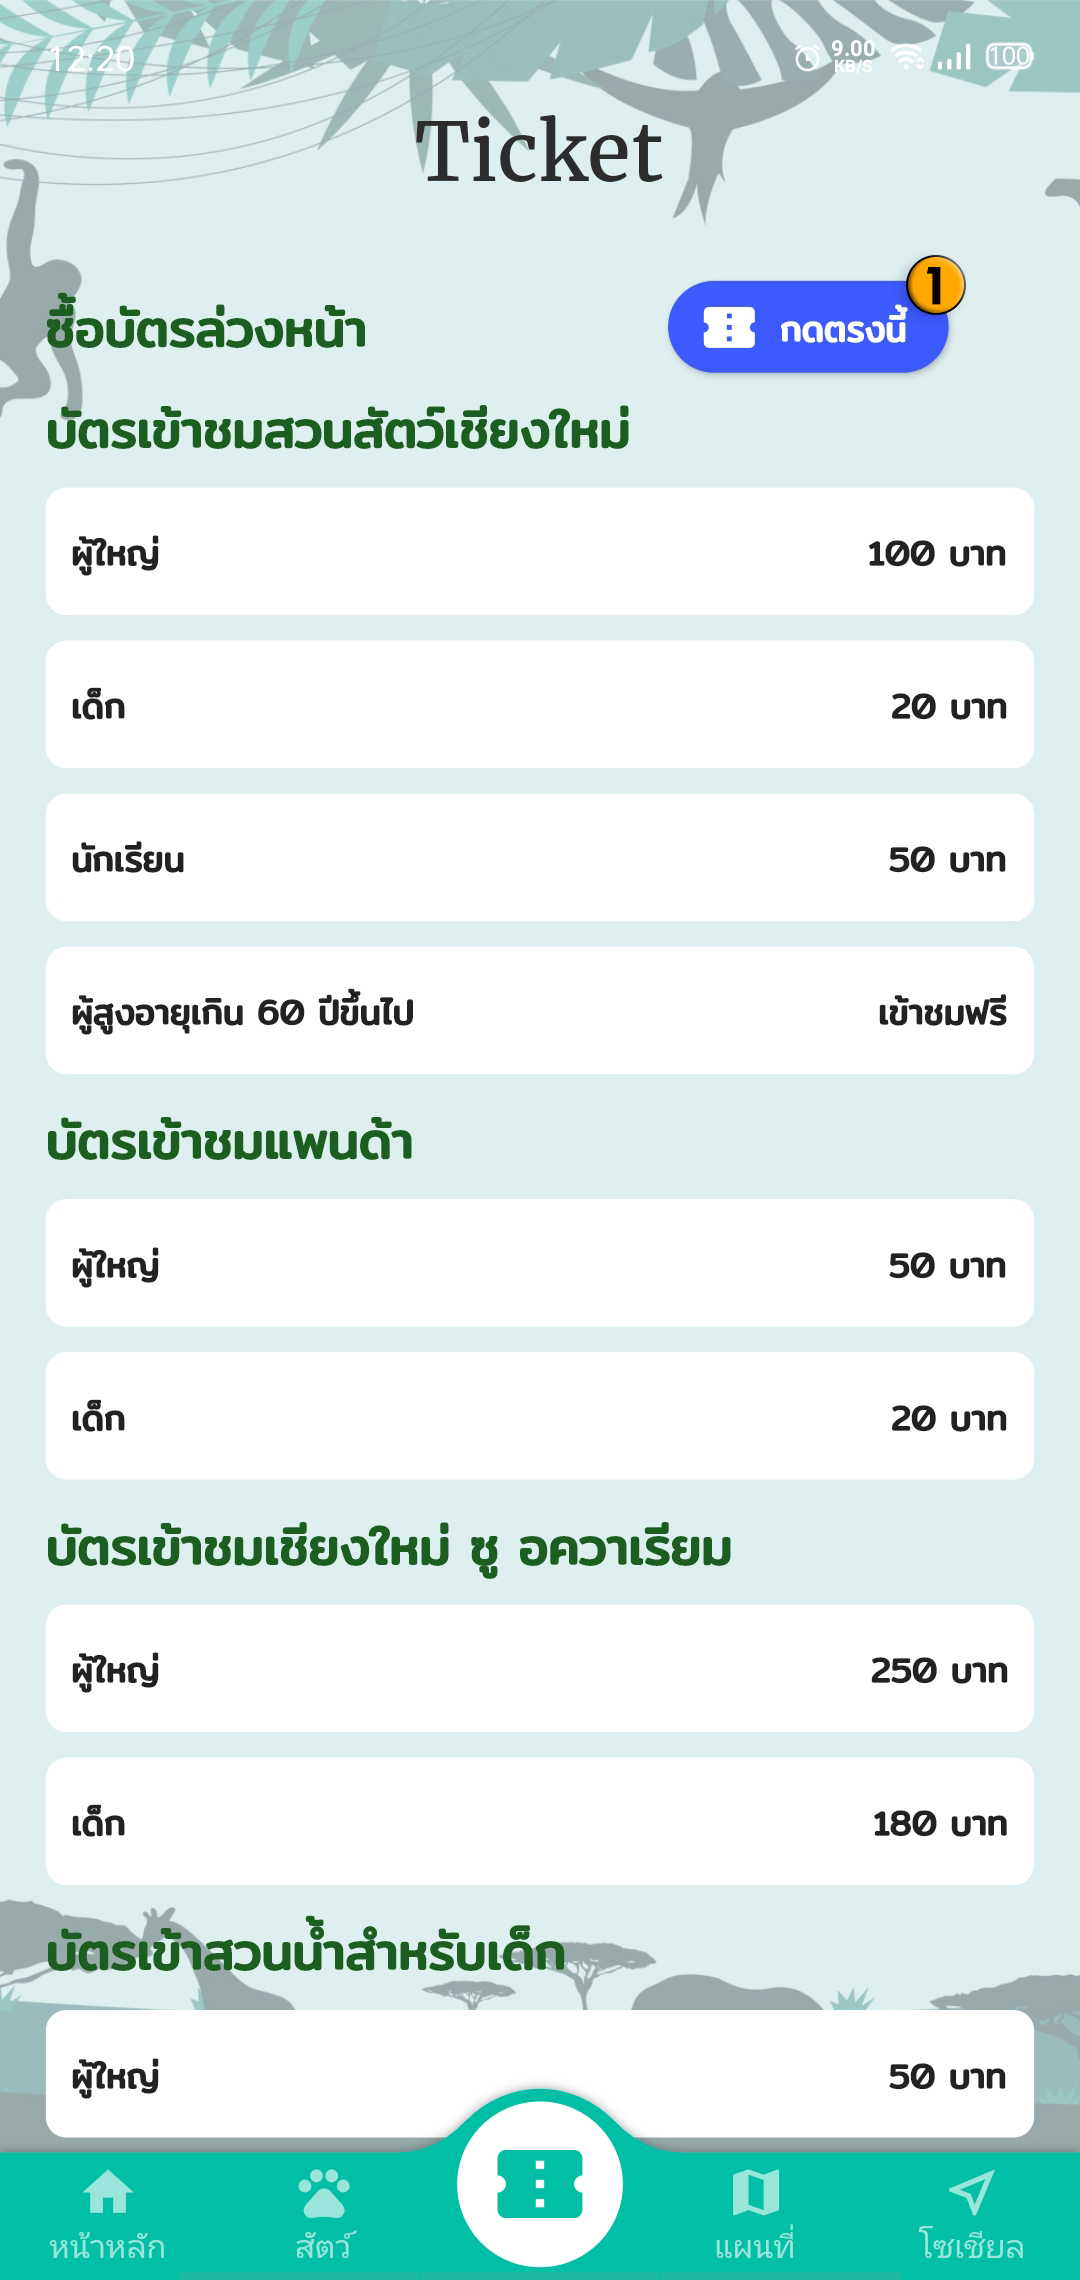 12:20
9.00
KB/S
100
Ticket
1
ซื้อบัตรล่วงหน้า
กดตรงนี้
บัตรเข้าชมสวนสัตว์เชียงใหม่
ผู้ใหญ่ 100 บาท
เด็ก 20 บาท
นักเรียน 50 บาท
ผู้สูงอายุเกิน 60 ปีขึ้นไป เข้าชมฟรี
บัตรเข้าชมแพนด้า
ผู้ใหญ่ 50 บาท
เด็ก 20 บาท
บัตรเข้าชมเชียงใหม่ ซู อควาเรียม
ผู้ใหญ่ 250 บาท
เด็ก 180 บาท
บัตรเข้าสวนน้ำสำหรับเด็ก
ผู้ใหญ่ 50 บาท
หน้าหลัก สัตว์ แผนที่ โซเชียล